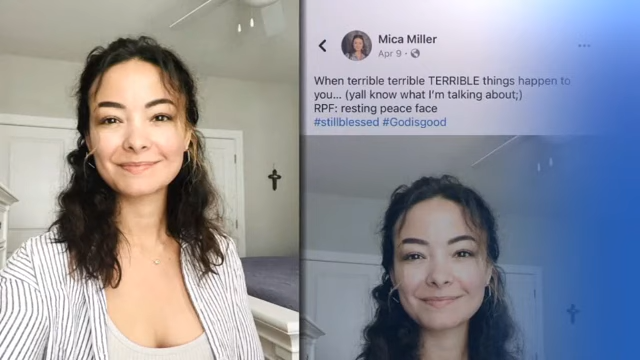 Mica Miller
Apr 9 ·
When terrible terrible TERRIBLE things happen to
you... (yall know what I'm talking about;)
RPF: resting peace face
#stillblessed #Godisgood